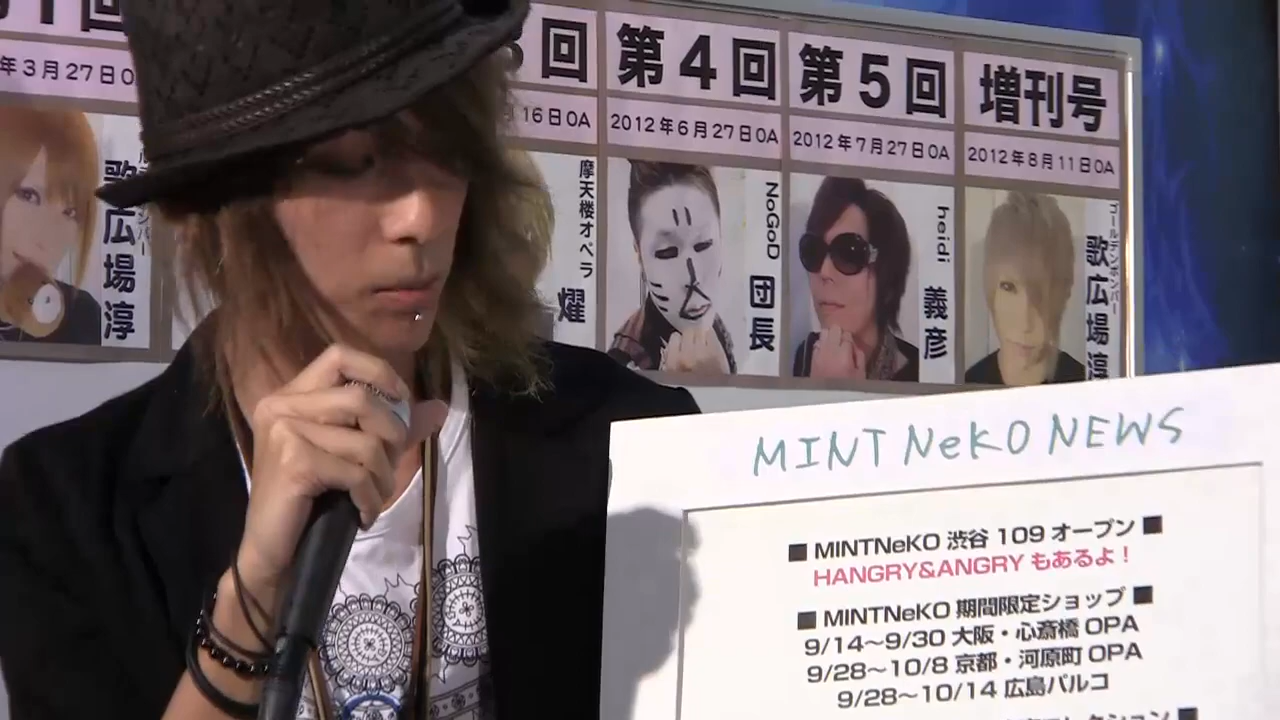 年3月27日O
回
第4回
第5回
増刊号
16日OA
2012年6月27日OA
2012年7月27日OA
2012年8月11日OA
歌広場淳
摩天楼オペラ
燿
NoGoD
団長
heidi
義彦
ゴールデンボンバー
歌広場淳
MINT NeKO NEWS
■ MINTNeKO 渋谷 109 オープン ■
HANGRY&ANGRY もあるよ！
■ MINTNeKO 期間限定ショップ ■
9/14〜9/30 大阪・心斎橋 OPA
9/28〜10/8 京都・河原町 OPA
9/28〜10/14 広島パルコ